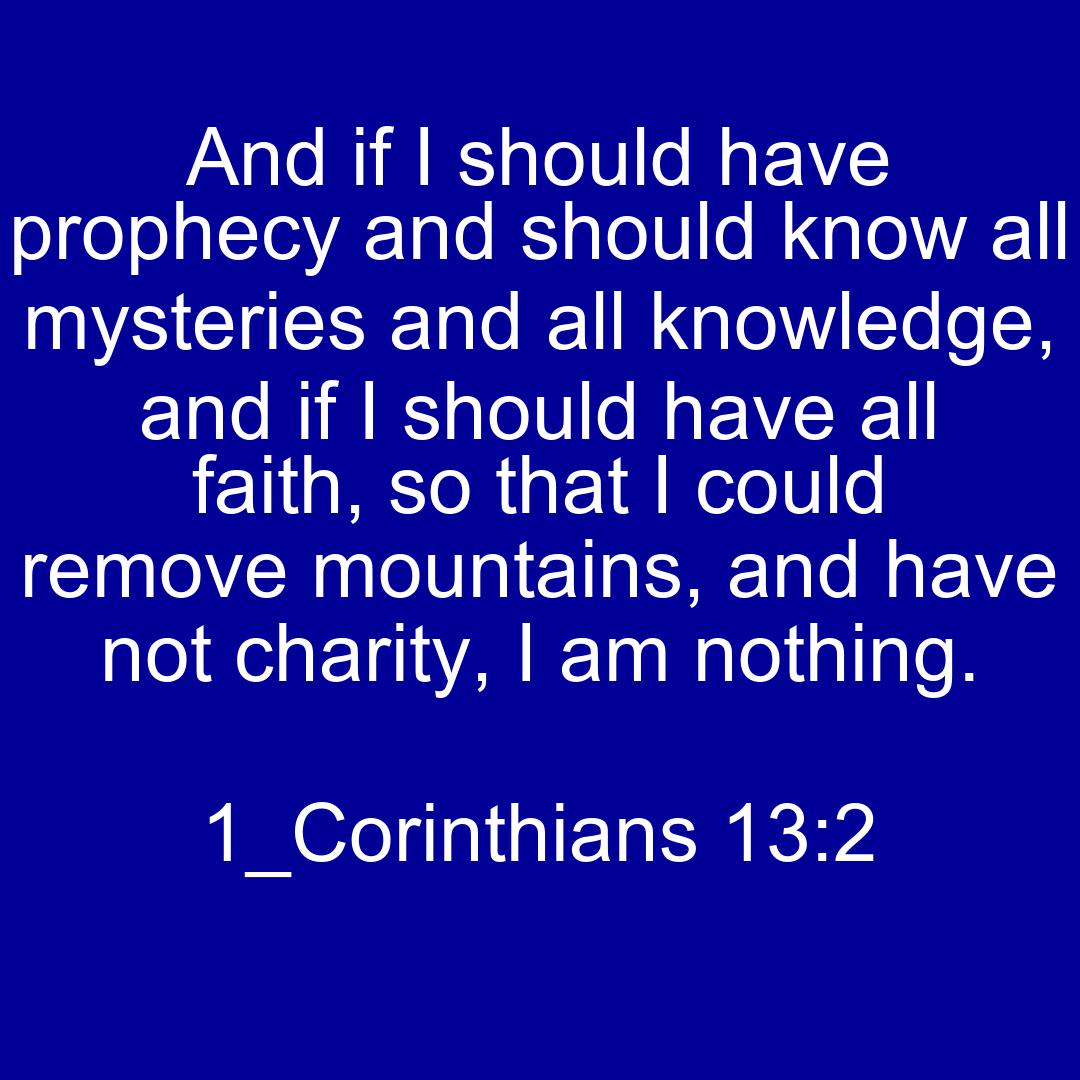 And if I should have
prophecy and should know all
mysteries and all knowledge,
and if I should have all
faith, so that I could
remove mountains, and have
not charity, I am nothing.
1_Corinthians 13:2